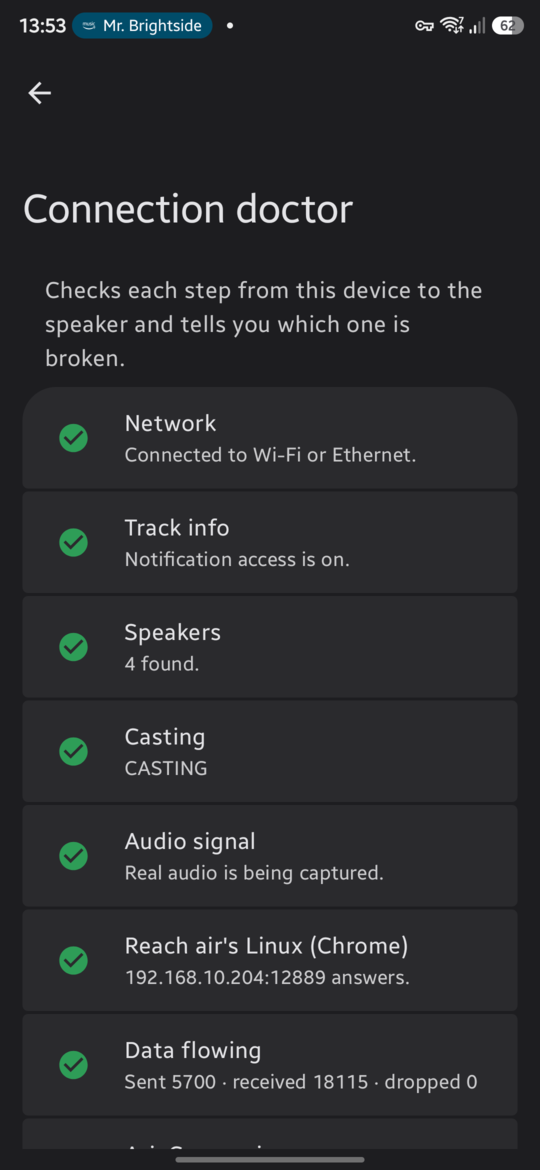 13:53
Mr. Brightside
62
Connection doctor
Checks each step from this device to the
speaker and tells you which one is
broken.
Network
Connected to Wi-Fi or Ethernet.
Track info
Notification access is on.
Speakers
4 found.
Casting
CASTING
Audio signal
Real audio is being captured.
Reach air's Linux (Chrome)
192.168.10.204:12889 answers.
Data flowing
Sent 5700 · received 18115 · dropped 0